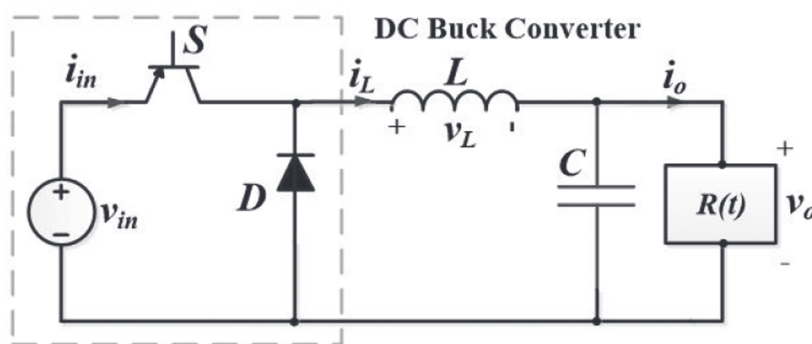 DC Buck Converter
S
i_in
i_L
L
i_o
+
v_L
-
+
C
D
+
v_in
−
R(t)
v_o
-